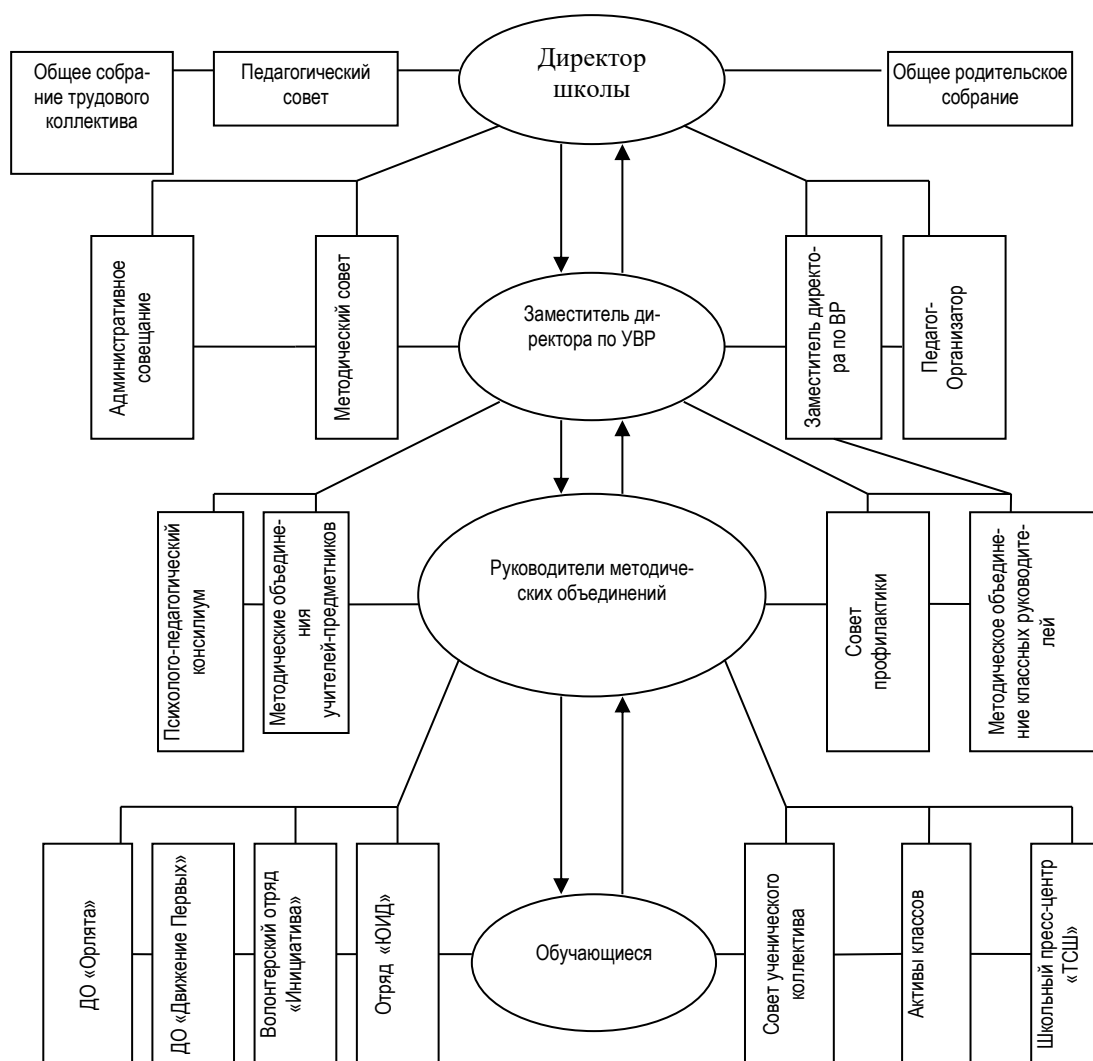 Общее собра-
ние трудового
коллектива
Педагогический
совет
Директор
школы
Общее родительское
собрание
Административное
совещание
Методический совет
Заместитель ди-
ректора по УВР
Заместитель директо-
ра по ВР
Педагог-
Организатор
Психолого-педагогический
консилиум
Методические объедине-
ния
учителей-предметников
Руководители методиче-
ских объединений
Совет
профилактики
Методическое объедине-
ние классных руководите-
лей
ДО «Орлята»
ДО «Движение Первых»
Волонтерский отряд
«Инициатива»
Отряд «ЮИД»
Обучающиеся
Совет ученического
коллектива
Активы классов
Школьный пресс-центр
«ТСШ»